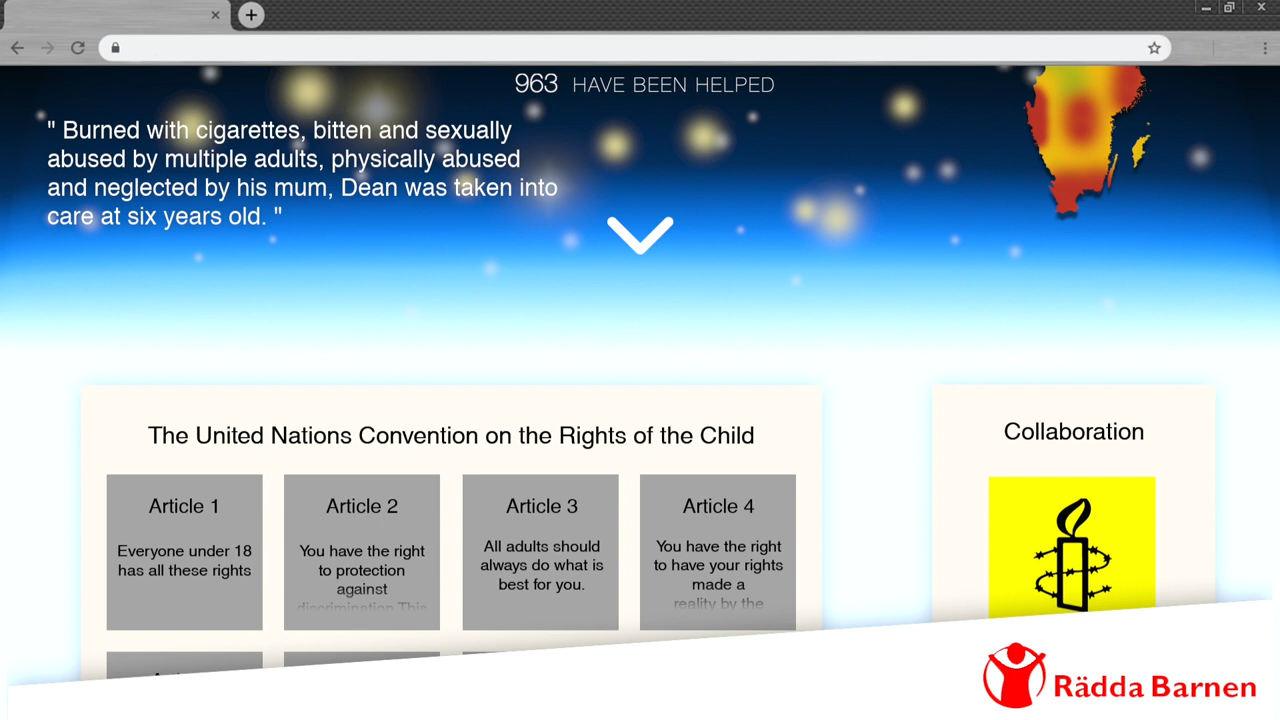 963 HAVE BEEN HELPED
" Burned with cigarettes, bitten and sexually
abused by multiple adults, physically abused
and neglected by his mum, Dean was taken into
care at six years old. "
The United Nations Convention on the Rights of the Child
Article 1
Everyone under 18
has all these rights
Article 2
You have the right
to protection
against
discrimination This
Article 3
All adults should
always do what is
best for you.
Article 4
You have the right
to have your rights
made a
reality by the
Collaboration
Rädda Barnen